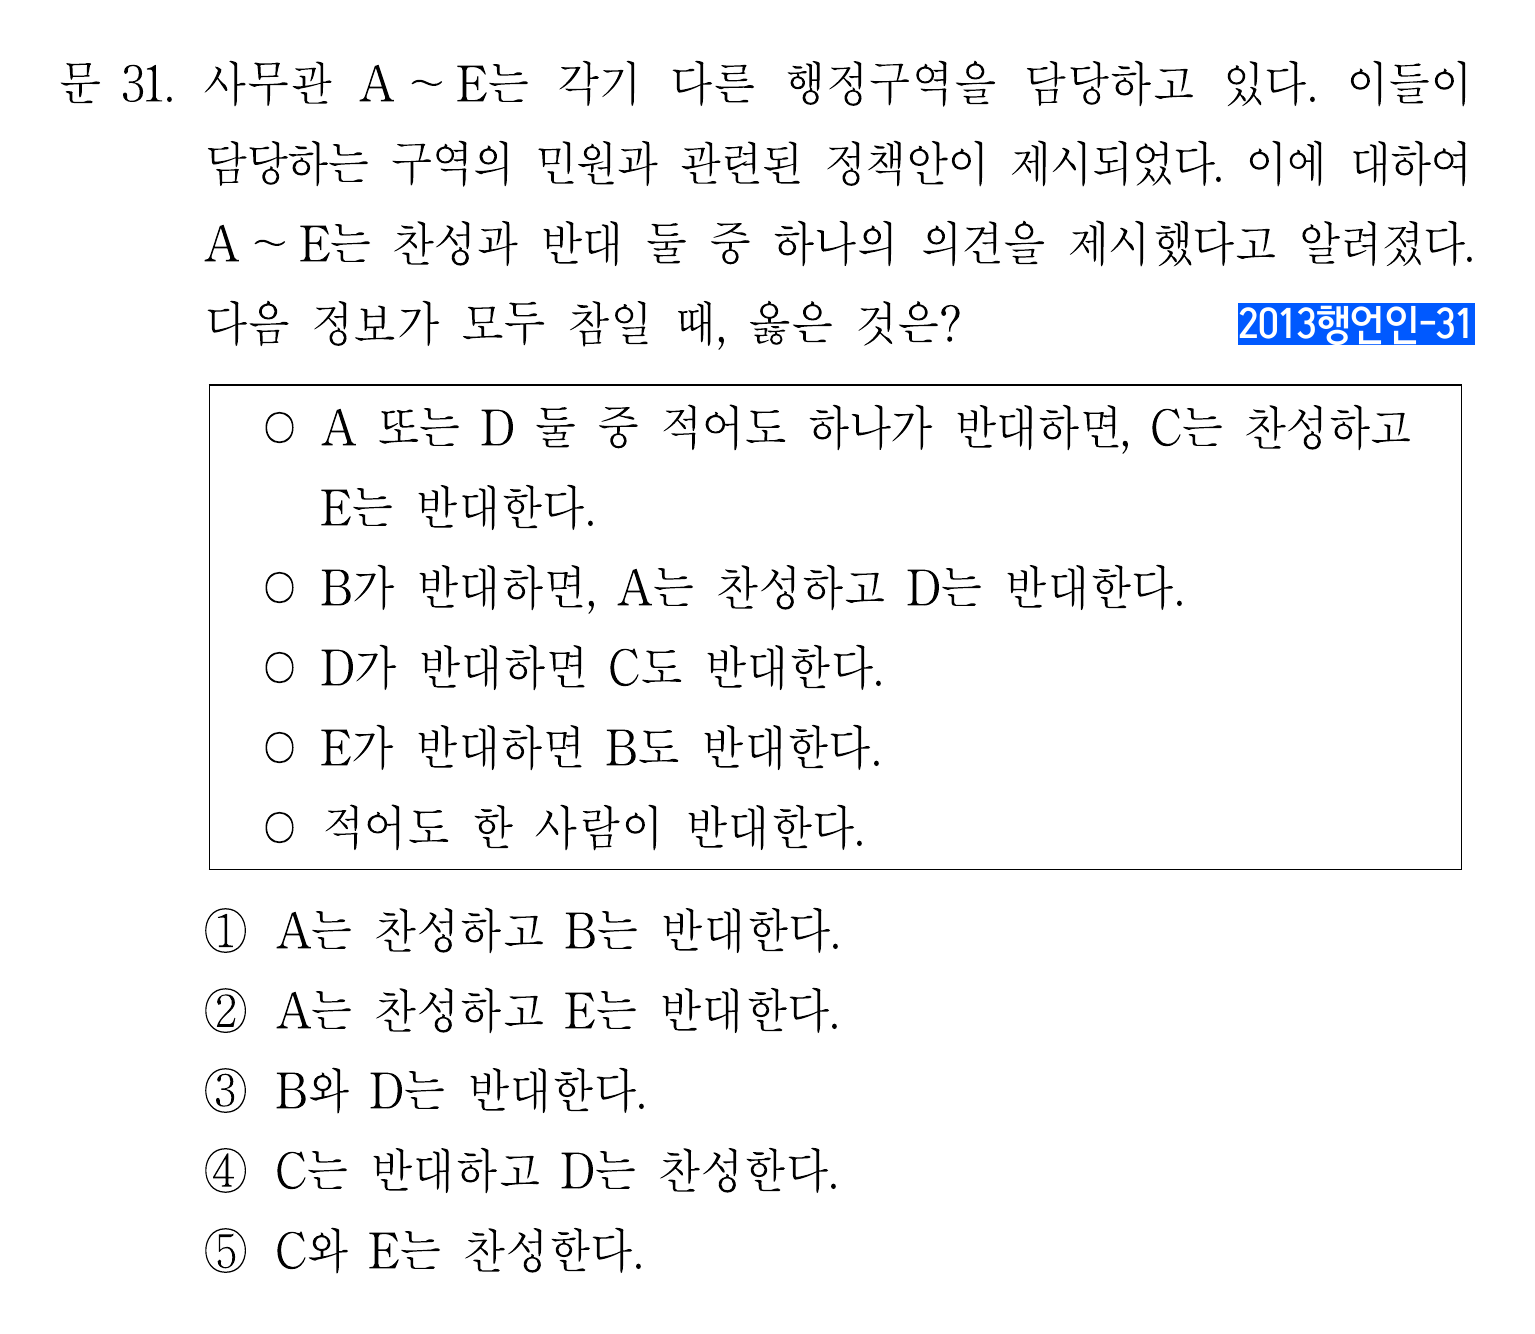 문 31. 사무관 A ~ E는 각기 다른 행정구역을 담당하고 있다. 이들이
담당하는 구역의 민원과 관련된 정책안이 제시되었다. 이에 대하여
A ~ E는 찬성과 반대 둘 중 하나의 의견을 제시했다고 알려졌다.
다음 정보가 모두 참일 때, 옳은 것은? 2013행언인-31
○ A 또는 D 둘 중 적어도 하나가 반대하면, C는 찬성하고
E는 반대한다.
○ B가 반대하면, A는 찬성하고 D는 반대한다.
○ D가 반대하면 C도 반대한다.
○ E가 반대하면 B도 반대한다.
○ 적어도 한 사람이 반대한다.
① A는 찬성하고 B는 반대한다.
② A는 찬성하고 E는 반대한다.
③ B와 D는 반대한다.
④ C는 반대하고 D는 찬성한다.
⑤ C와 E는 찬성한다.